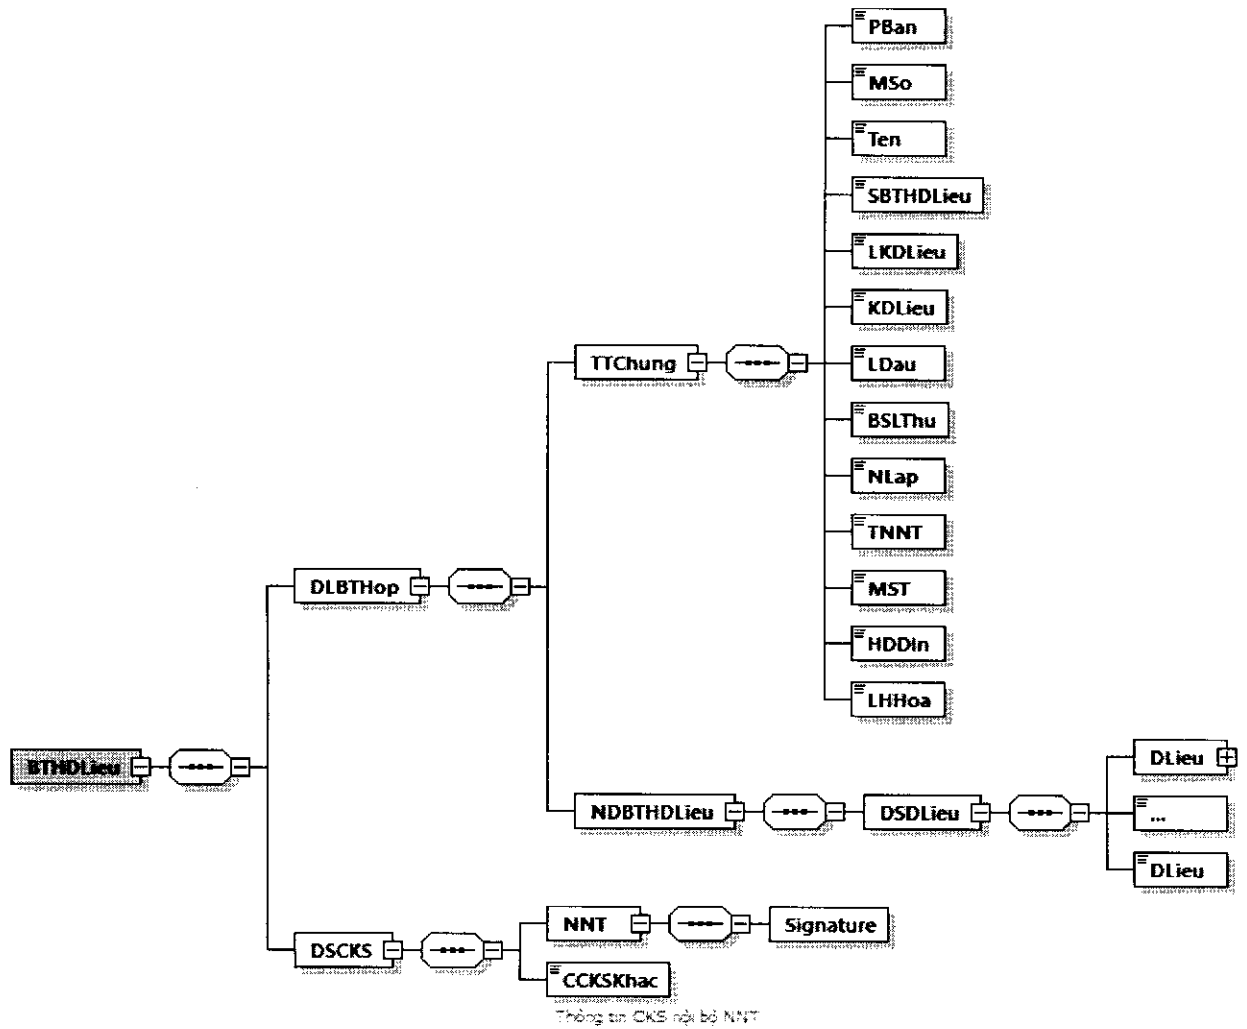 PBan
MSo
Ten
SBTHDLieu
LKDLieu
KDLieu
TTChung
LDau
BSLThu
NLap
TNNT
DLBTHop
MST
HDDIn
LHHoa
BTHDLieu
DLieu
NDBTHDLieu
DSDLieu
...
DLieu
NNT
Signature
DSCKS
CCKSKhac
Thông tin CKS nội bộ NNT